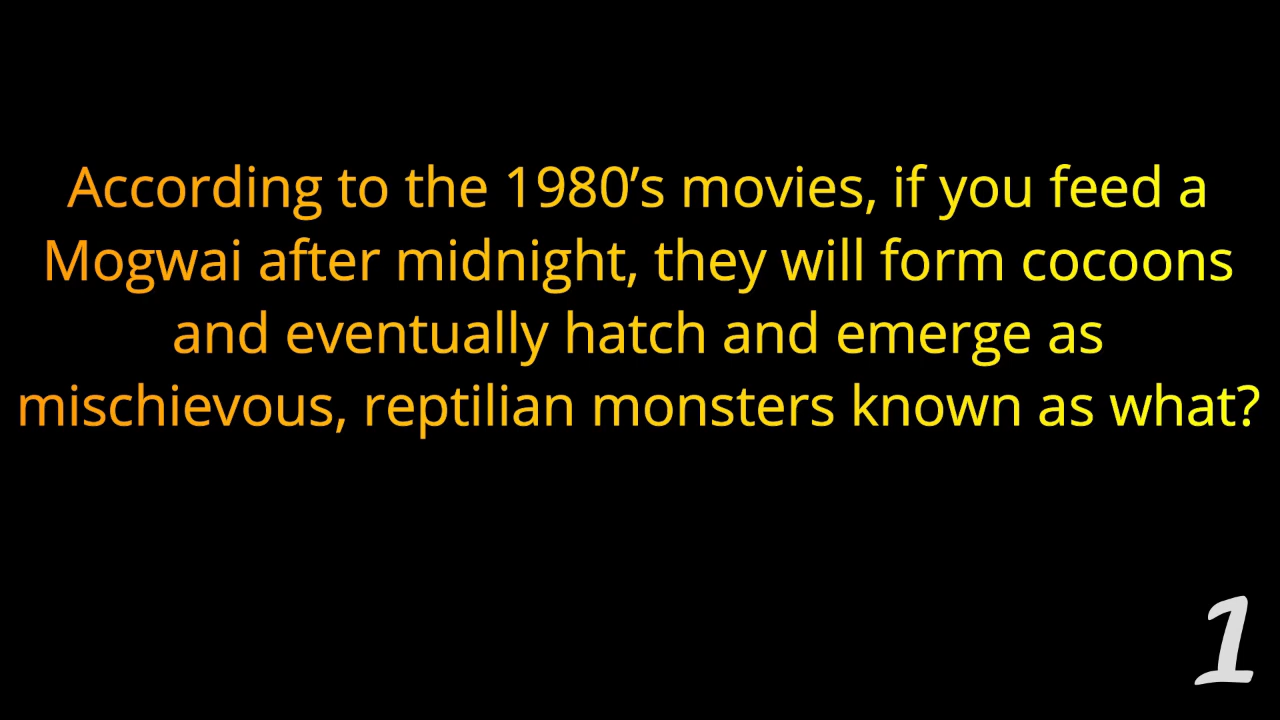 According to the 1980’s movies, if you feed a
Mogwai after midnight, they will form cocoons
and eventually hatch and emerge as
mischievous, reptilian monsters known as what?
1